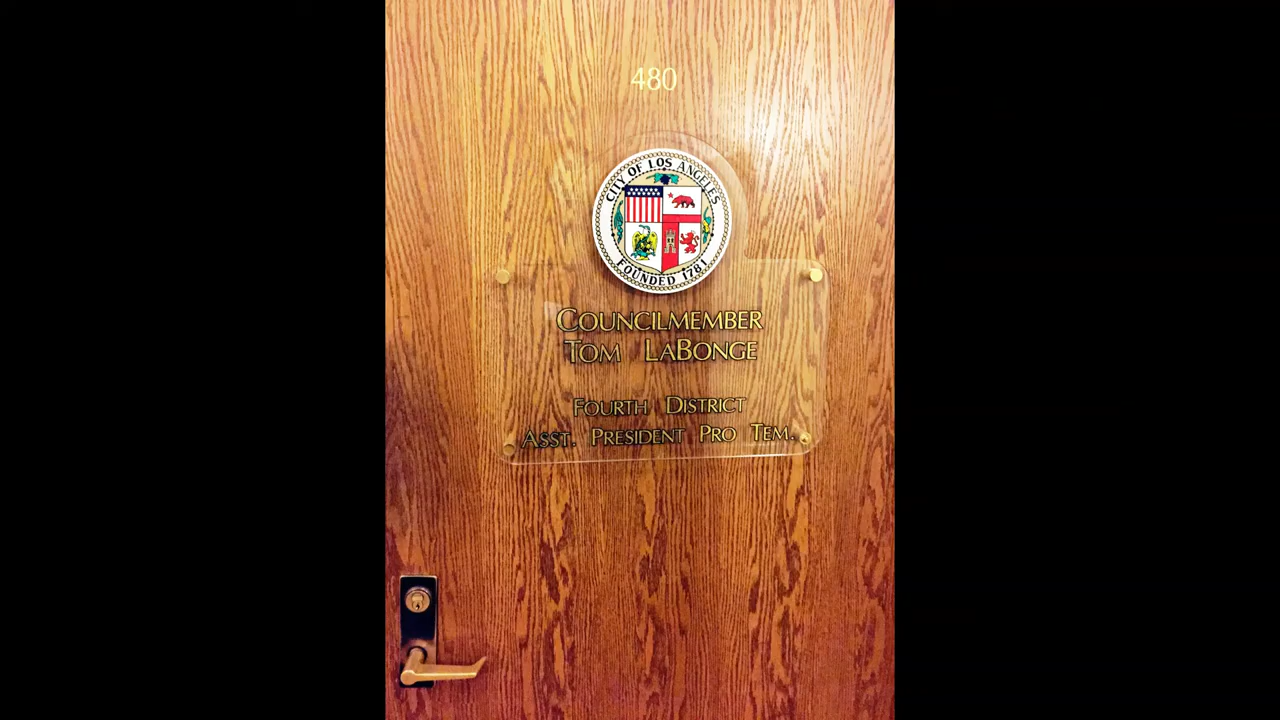 480
CITY OF LOS ANGELES
FOUNDED 1781
COUNCILMEMBER
TOM LABONGE
FOURTH DISTRICT
ASST. PRESIDENT PRO TEM.